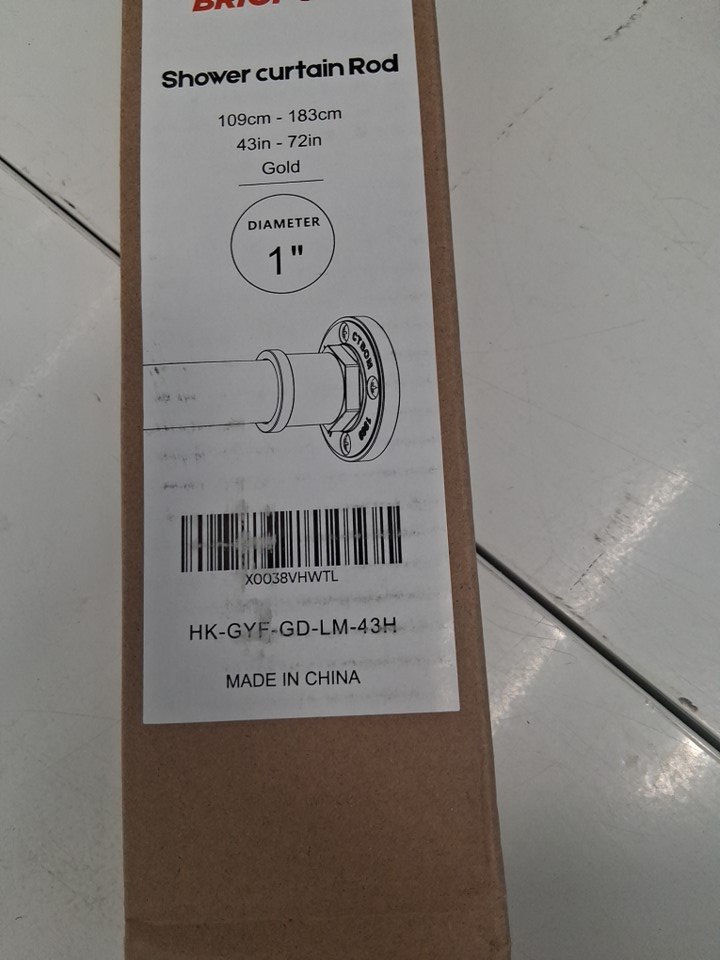 Shower curtain Rod
109cm - 183cm
43in - 72in
Gold
DIAMETER
1"
CTBOM
X0038VHWTL
HK-GYF-GD-LM-43H
MADE IN CHINA